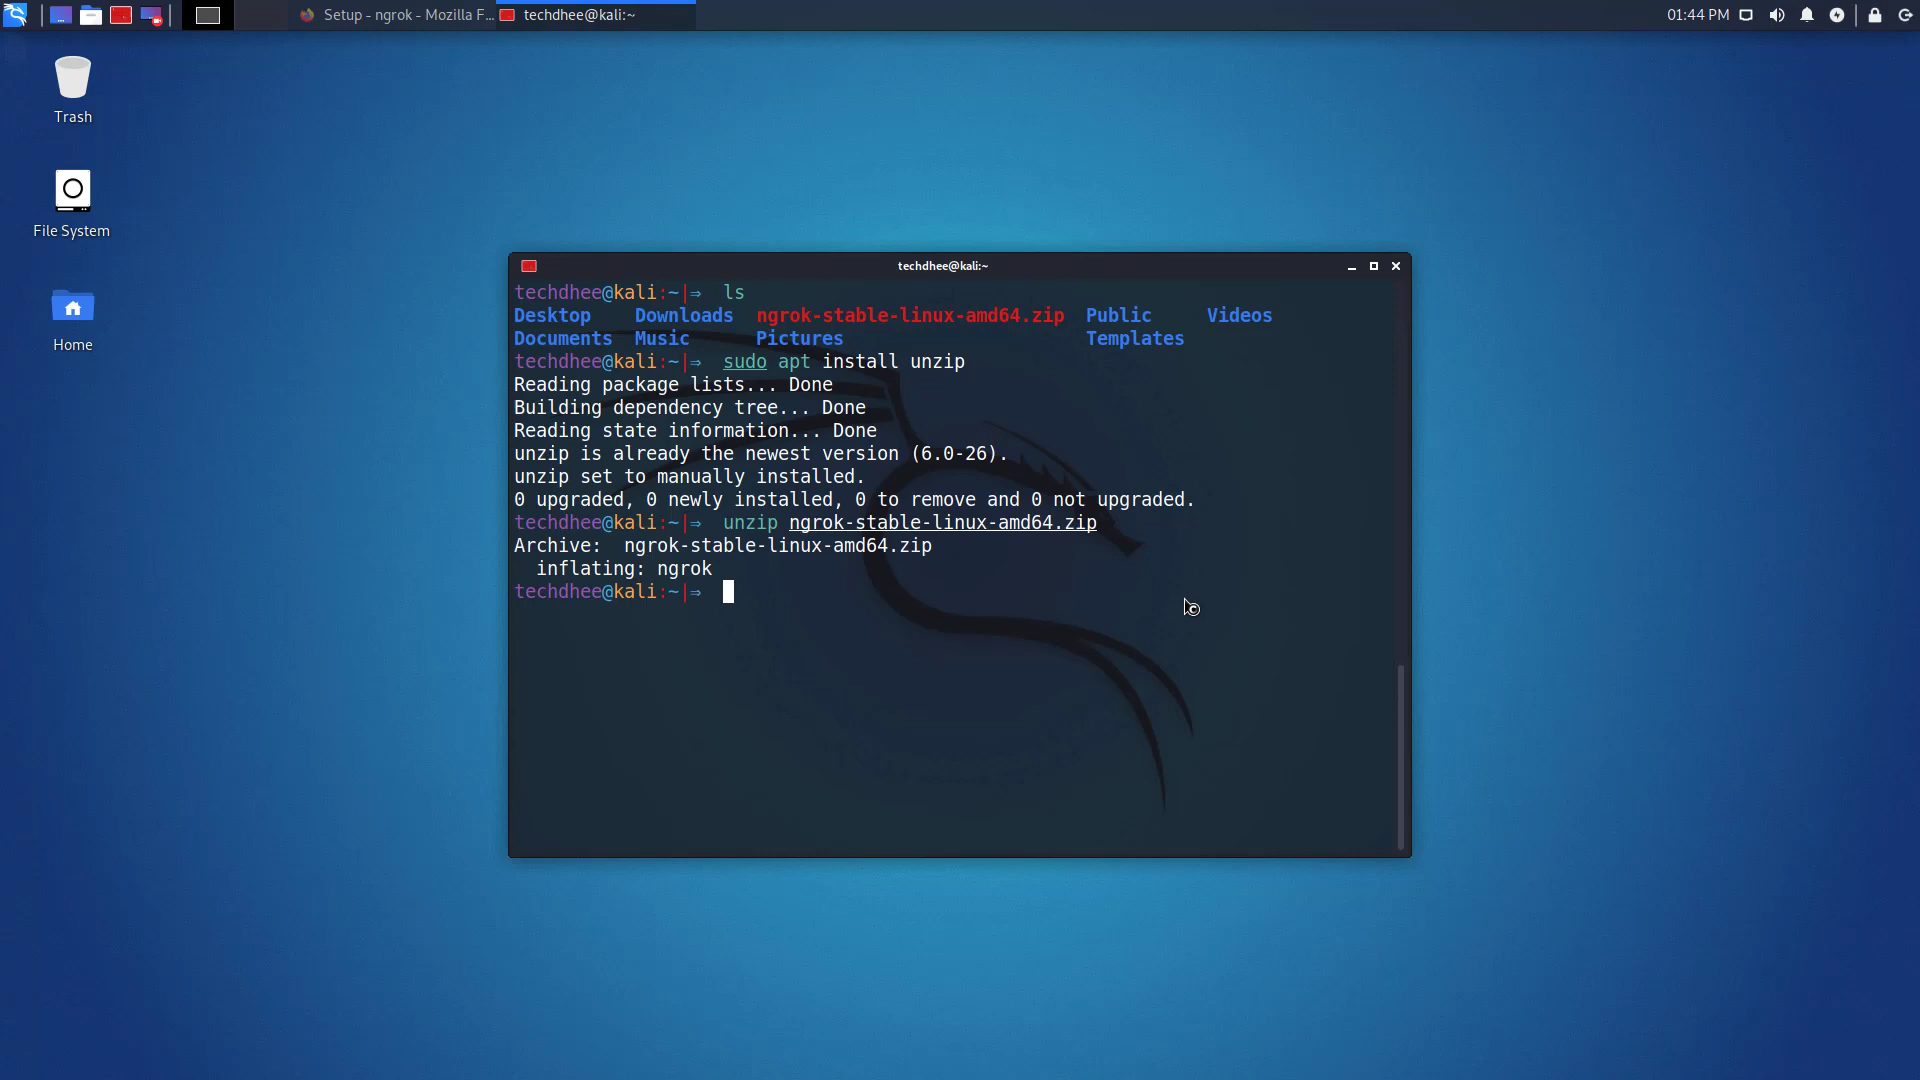 Setup - ngrok - Mozilla F...
techdhee@kali:~
01:44 PM
Trash
File System
Home
techdhee@kali:~
techdhee@kali:~|⇒ ls
Desktop Downloads ngrok-stable-linux-amd64.zip Public Videos
Documents Music Pictures Templates
techdhee@kali:~|⇒ sudo apt install unzip
Reading package lists... Done
Building dependency tree... Done
Reading state information... Done
unzip is already the newest version (6.0-26).
unzip set to manually installed.
0 upgraded, 0 newly installed, 0 to remove and 0 not upgraded.
techdhee@kali:~|⇒ unzip ngrok-stable-linux-amd64.zip
Archive:  ngrok-stable-linux-amd64.zip
  inflating: ngrok
techdhee@kali:~|⇒